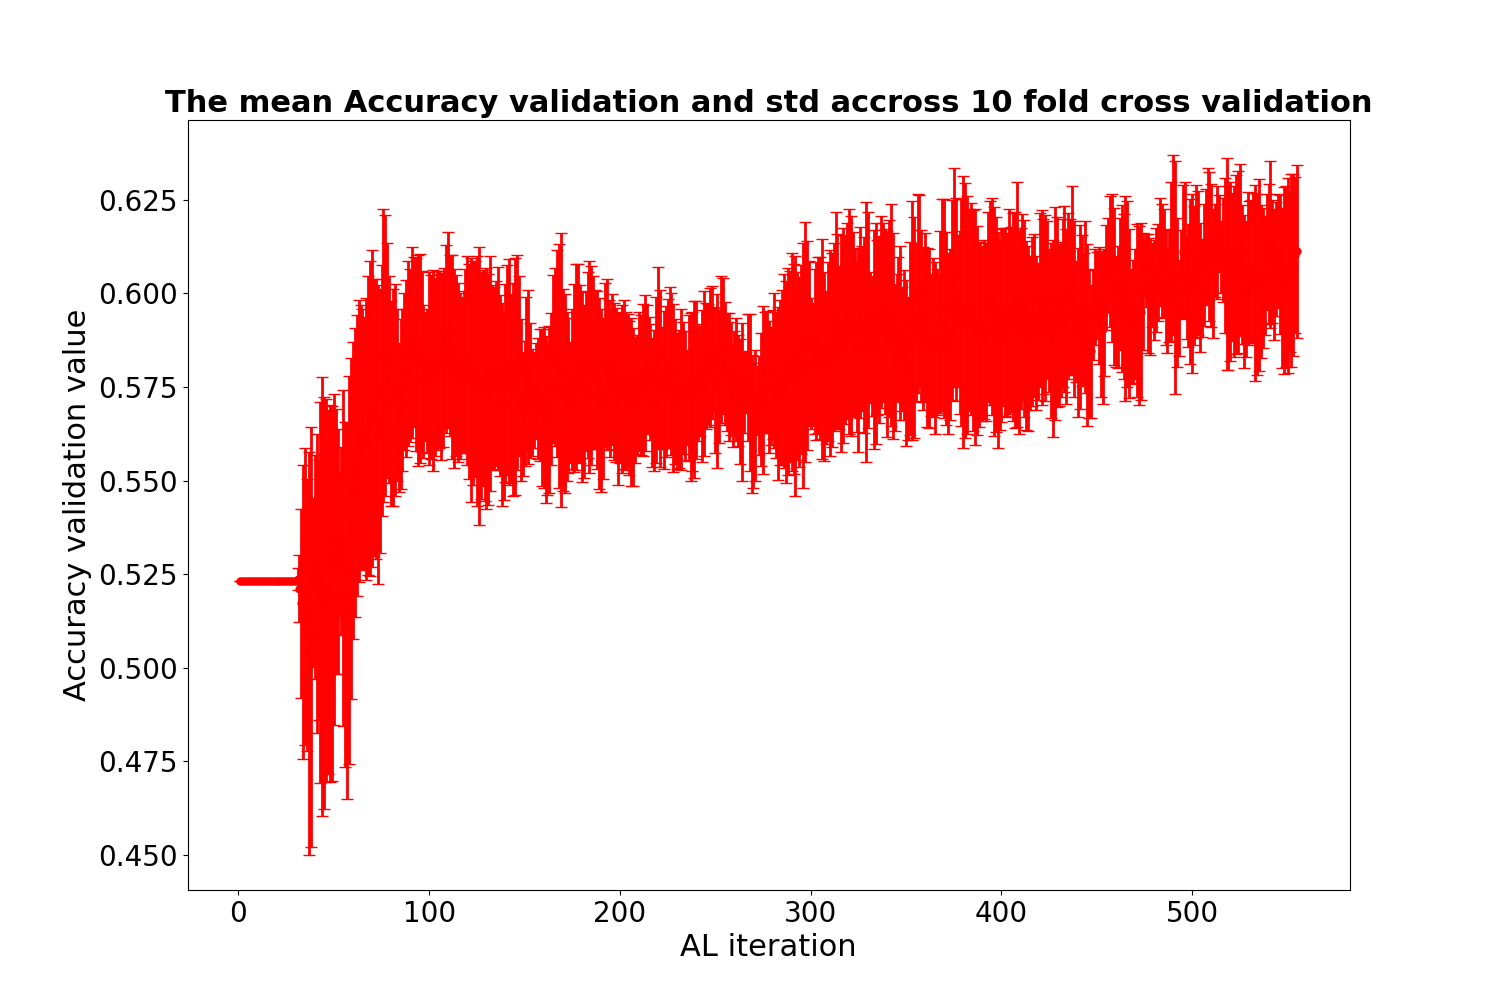 The mean Accuracy validation and std accross 10 fold cross validation
0.625
0.600
0.575
0.550
0.525
0.500
0.475
0.450
Accuracy validation value
0 100 200 300 400 500
AL iteration